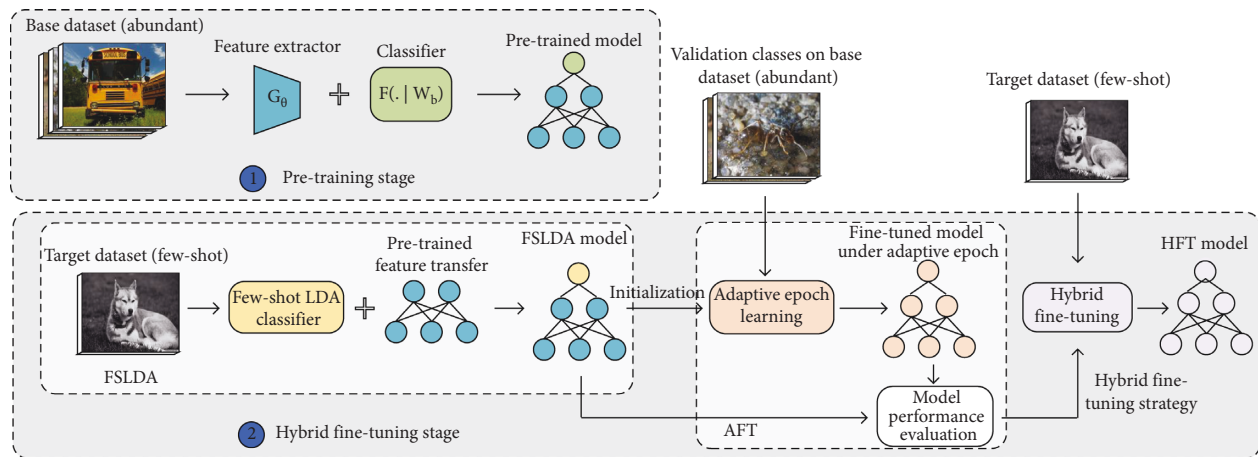 Base dataset (abundant)
SCHOOL BUS
Feature extractor
G_θ
+
Classifier
F(. | W_b)
Pre-trained model
1 Pre-training stage
Validation classes on base
dataset (abundant)
Target dataset (few-shot)
Target dataset (few-shot)
FSLDA
Few-shot LDA
classifier
+
Pre-trained
feature transfer
FSLDA model
Initialization
Adaptive epoch
learning
Fine-tuned model
under adaptive epoch
Model
performance
evaluation
AFT
Hybrid
fine-tuning
HFT model
Hybrid fine-
tuning strategy
2 Hybrid fine-tuning stage